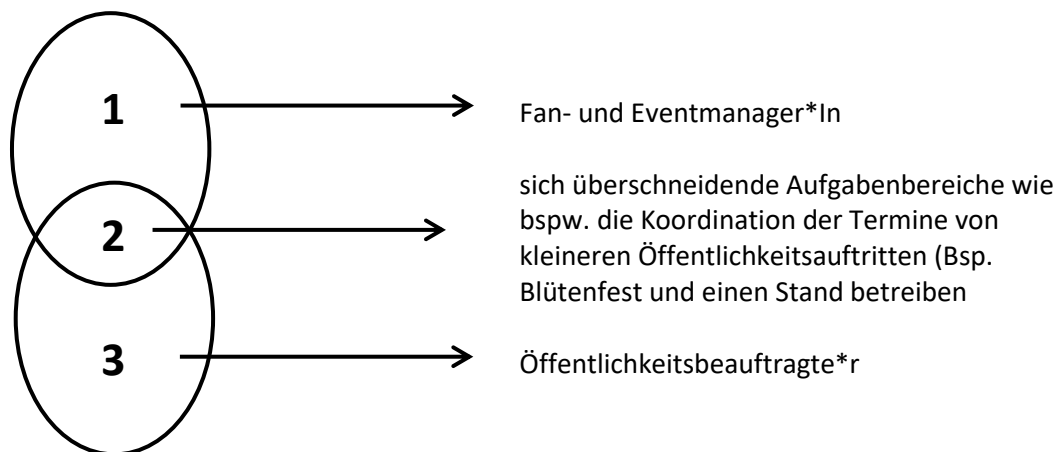 1
Fan- und Eventmanager*In
sich überschneidende Aufgabenbereiche wie
bspw. die Koordination der Termine von
2
kleineren Öffentlichkeitsauftritten (Bsp.
Blütenfest und einen Stand betreiben
3
Öffentlichkeitsbeauftragte*r